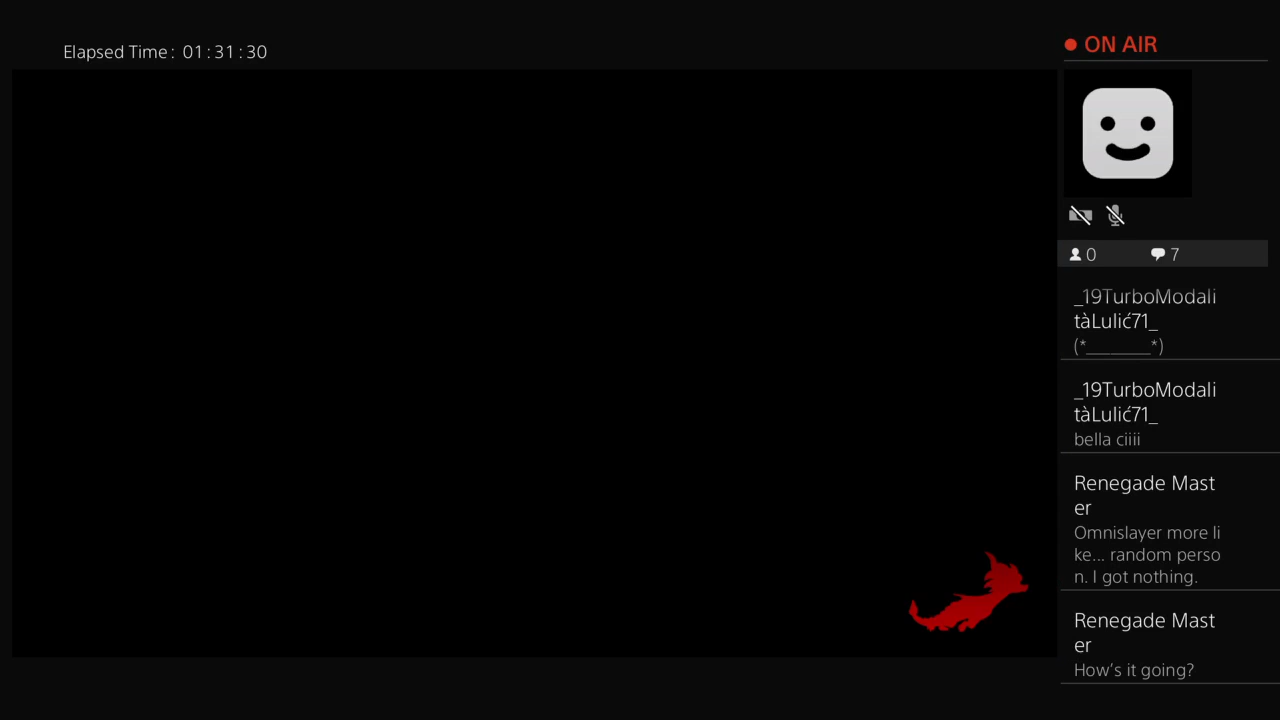 Elapsed Time: 01:31:30
ON AIR
0 7
_19TurboModali
tàLulić71_
(*________*)
_19TurboModali
tàLulić71_
bella ciiii
Renegade Mast
er
Omnislayer more li
ke... random perso
n. I got nothing.
Renegade Mast
er
How's it going?